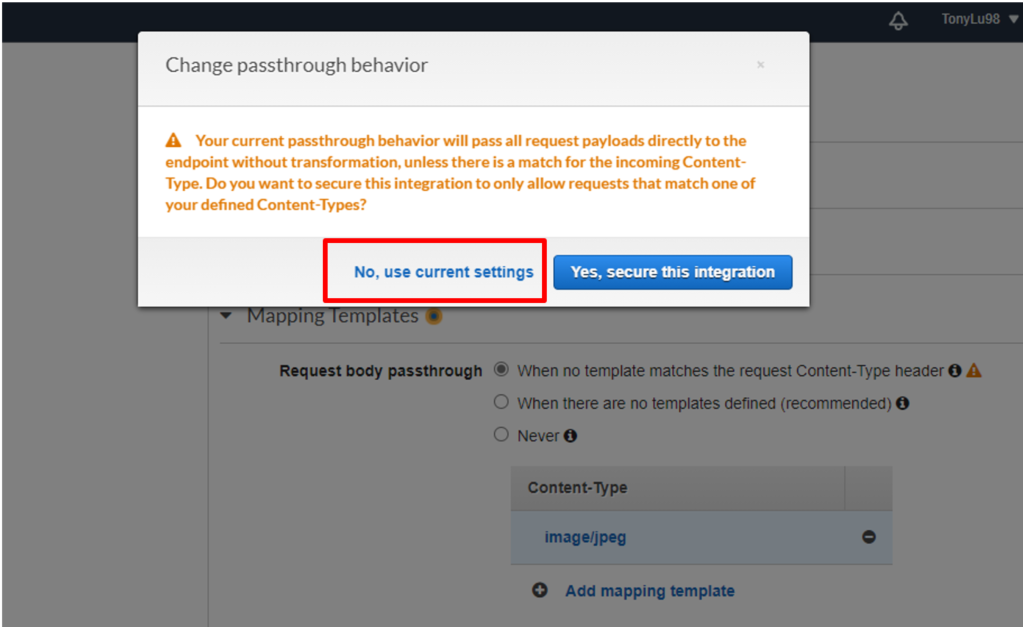 TonyLu98
Change passthrough behavior
Your current passthrough behavior will pass all request payloads directly to the
endpoint without transformation, unless there is a match for the incoming Content-
Type. Do you want to secure this integration to only allow requests that match one of
your defined Content-Types?
No, use current settings
Yes, secure this integration
Mapping Templates
Request body passthrough
When no template matches the request Content-Type header
When there are no templates defined (recommended)
Never
Content-Type
image/jpeg
Add mapping template